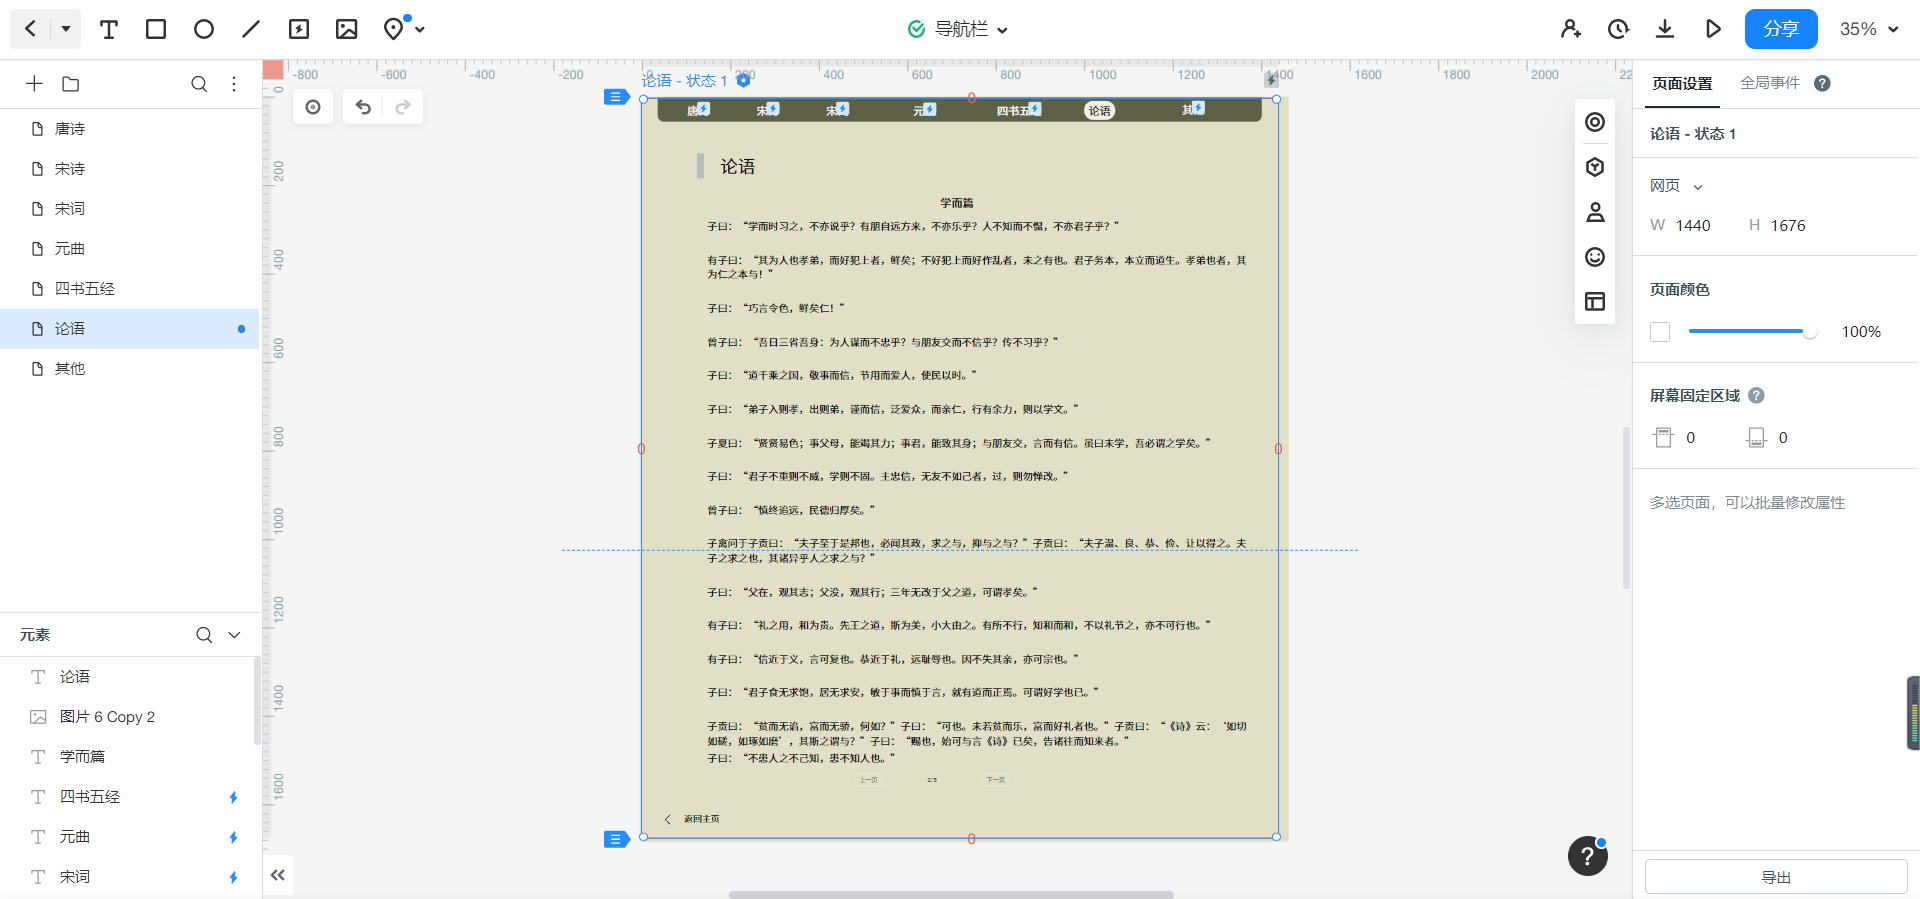 导航栏
分享
35%
唐诗
宋诗
宋词
元曲
四书五经
论语
其他
元素
论语
图片 6 Copy 2
学而篇
四书五经
元曲
宋词
-800 -600 -400 -200 0 200 400 600 800 1000 1200 1400 1600 1800 2000 22
0
200
400
600
800
1000
1200
1400
1600
论语 - 状态 1
0
唐 宋 宋 元 四书五 论语 其
论语
学而篇
子曰：“学而时习之，不亦说乎？有朋自远方来，不亦乐乎？人不知而不愠，不亦君子乎？”
有子曰：“其为人也孝弟，而好犯上者，鲜矣；不好犯上而好作乱者，未之有也。君子务本，本立而道生。孝弟也者，其
为仁之本与！”
子曰：“巧言令色，鲜矣仁！”
曾子曰：“吾日三省吾身：为人谋而不忠乎？与朋友交而不信乎？传不习乎？”
子曰：“道千乘之国，敬事而信，节用而爱人，使民以时。”
子曰：“弟子入则孝，出则弟，谨而信，泛爱众，而亲仁，行有余力，则以学文。”
0
0
子夏曰：“贤贤易色；事父母，能竭其力；事君，能致其身；与朋友交，言而有信。虽曰未学，吾必谓之学矣。”
子曰：“君子不重则不威，学则不固。主忠信，无友不如己者，过，则勿惮改。”
曾子曰：“慎终追远，民德归厚矣。”
子禽问于子贡曰：“夫子至于是邦也，必闻其政，求之与，抑与之与？”子贡曰：“夫子温、良、恭、俭、让以得之。夫
子之求之也，其诸异乎人之求之与？”
子曰：“父在，观其志；父没，观其行；三年无改于父之道，可谓孝矣。”
有子曰：“礼之用，和为贵。先王之道，斯为美，小大由之。有所不行，知和而和，不以礼节之，亦不可行也。”
有子曰：“信近于义，言可复也。恭近于礼，远耻辱也。因不失其亲，亦可宗也。”
子曰：“君子食无求饱，居无求安，敏于事而慎于言，就有道而正焉。可谓好学也已。”
子贡曰：“贫而无谄，富而无骄，何如？”子曰：“可也。未若贫而乐，富而好礼者也。”子贡曰：“《诗》云：‘如切
如磋，如琢如磨’，其斯之谓与？”子曰：“赐也，始可与言《诗》已矣，告诸往而知来者。”
子曰：“不患人之不己知，患不知人也。”
上一页 2/5 下一页
返回主页
0
页面设置 全局事件 ?
论语 - 状态 1
网页
W 1440 H 1676
页面颜色
100%
屏幕固定区域 ?
0 0
多选页面，可以批量修改属性
?
导出